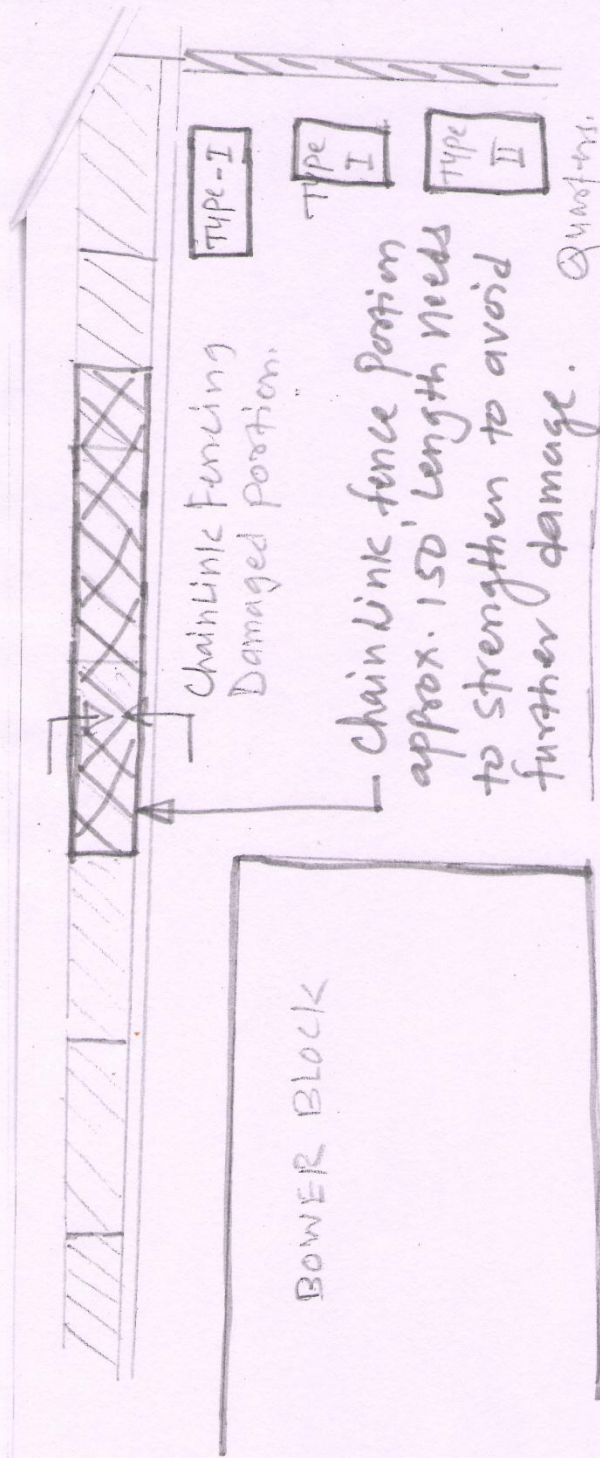 TYPE-I
TYPE
I
TYPE
II
Quarters.
ChainLink Fencing
Damaged portion.
Chain Link fence portion
approx. 150' Length needs
to strengthen to avoid
further damage.
BOWER BLOCK